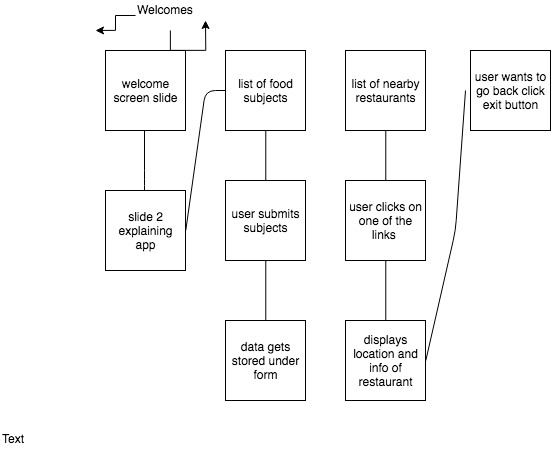 Welcomes
welcome
screen slide
slide 2
explaining
app
list of food
subjects
user submits
subjects
data gets
stored under
form
list of nearby
restaurants
user clicks on
one of the
links
displays
location and
info of
restaurant
user wants to
go back click
exit button
Text